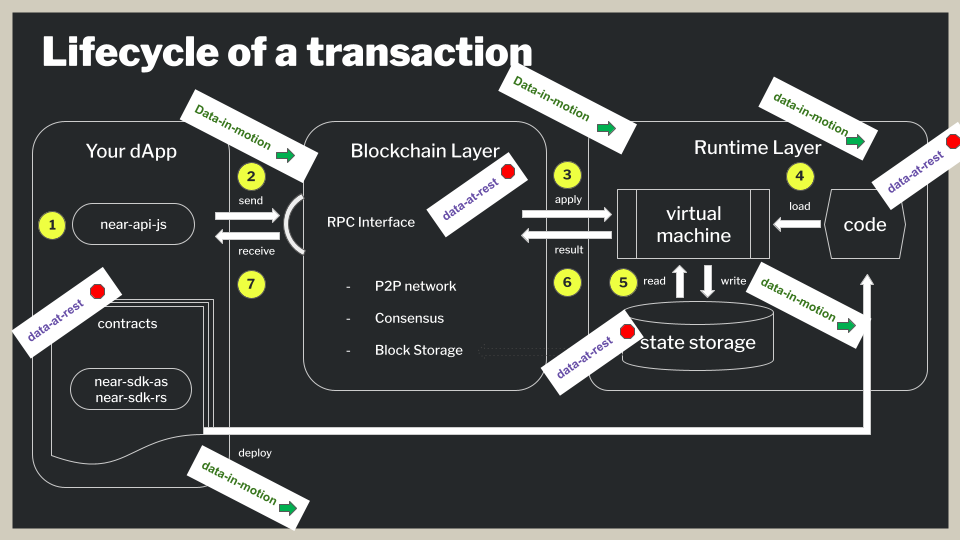 Lifecycle of a transaction
Data-in-motion
Data-in-motion
data-in-motion
Your dApp
Blockchain Layer
Runtime Layer
data-at-rest
data-at-rest
1
near-api-js
2
send
receive
7
RPC Interface
- P2P network
- Consensus
- Block Storage
3
apply
result
6
virtual
machine
4
load
code
5
read
write
data-in-motion
state storage
data-at-rest
data-at-rest
contracts
near-sdk-as
near-sdk-rs
deploy
data-in-motion